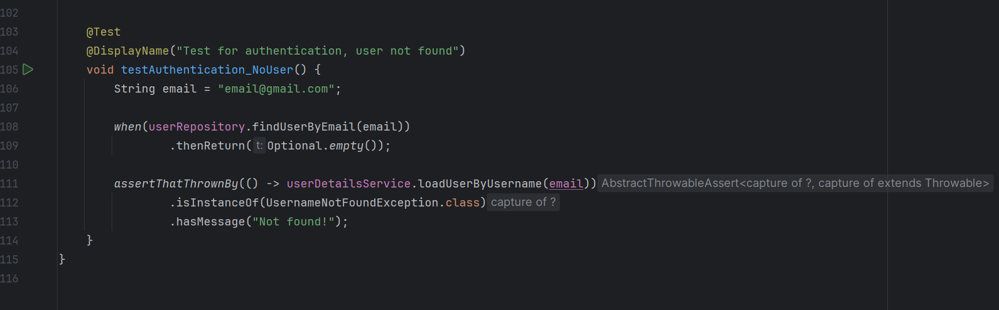 102
103 @Test
104 @DisplayName("Test for authentication, user not found")
105 void testAuthentication_NoUser() {
106 String email = "email@gmail.com";
107
108 when(userRepository.findUserByEmail(email))
109 .thenReturn( t: Optional.empty());
110
111 assertThatThrownBy(() -> userDetailsService.loadUserByUsername(email)) AbstractThrowableAssert<capture of ?, capture of extends Throwable>
112 .isInstanceOf(UsernameNotFoundException.class) capture of ?
113 .hasMessage("Not found!");
114 }
115 }
116